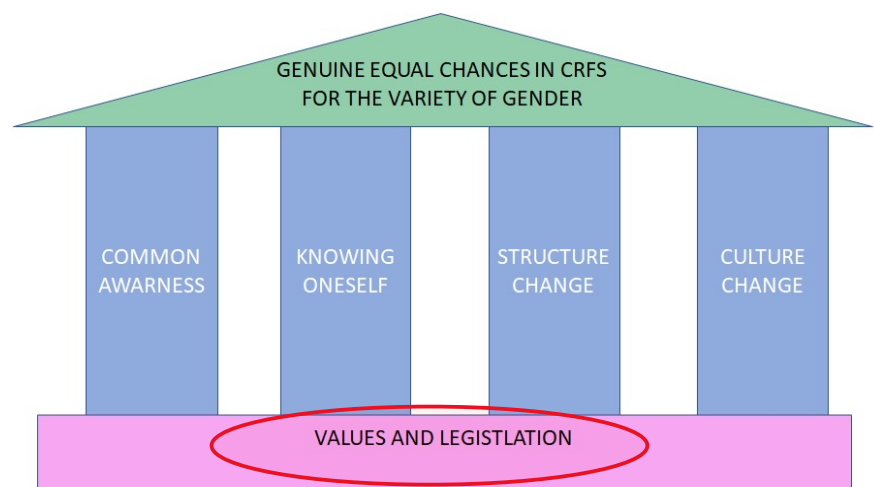 GENUINE EQUAL CHANCES IN CRFS
FOR THE VARIETY OF GENDER
COMMON
AWARNESS
KNOWING
ONESELF
STRUCTURE
CHANGE
CULTURE
CHANGE
VALUES AND LEGISTLATION